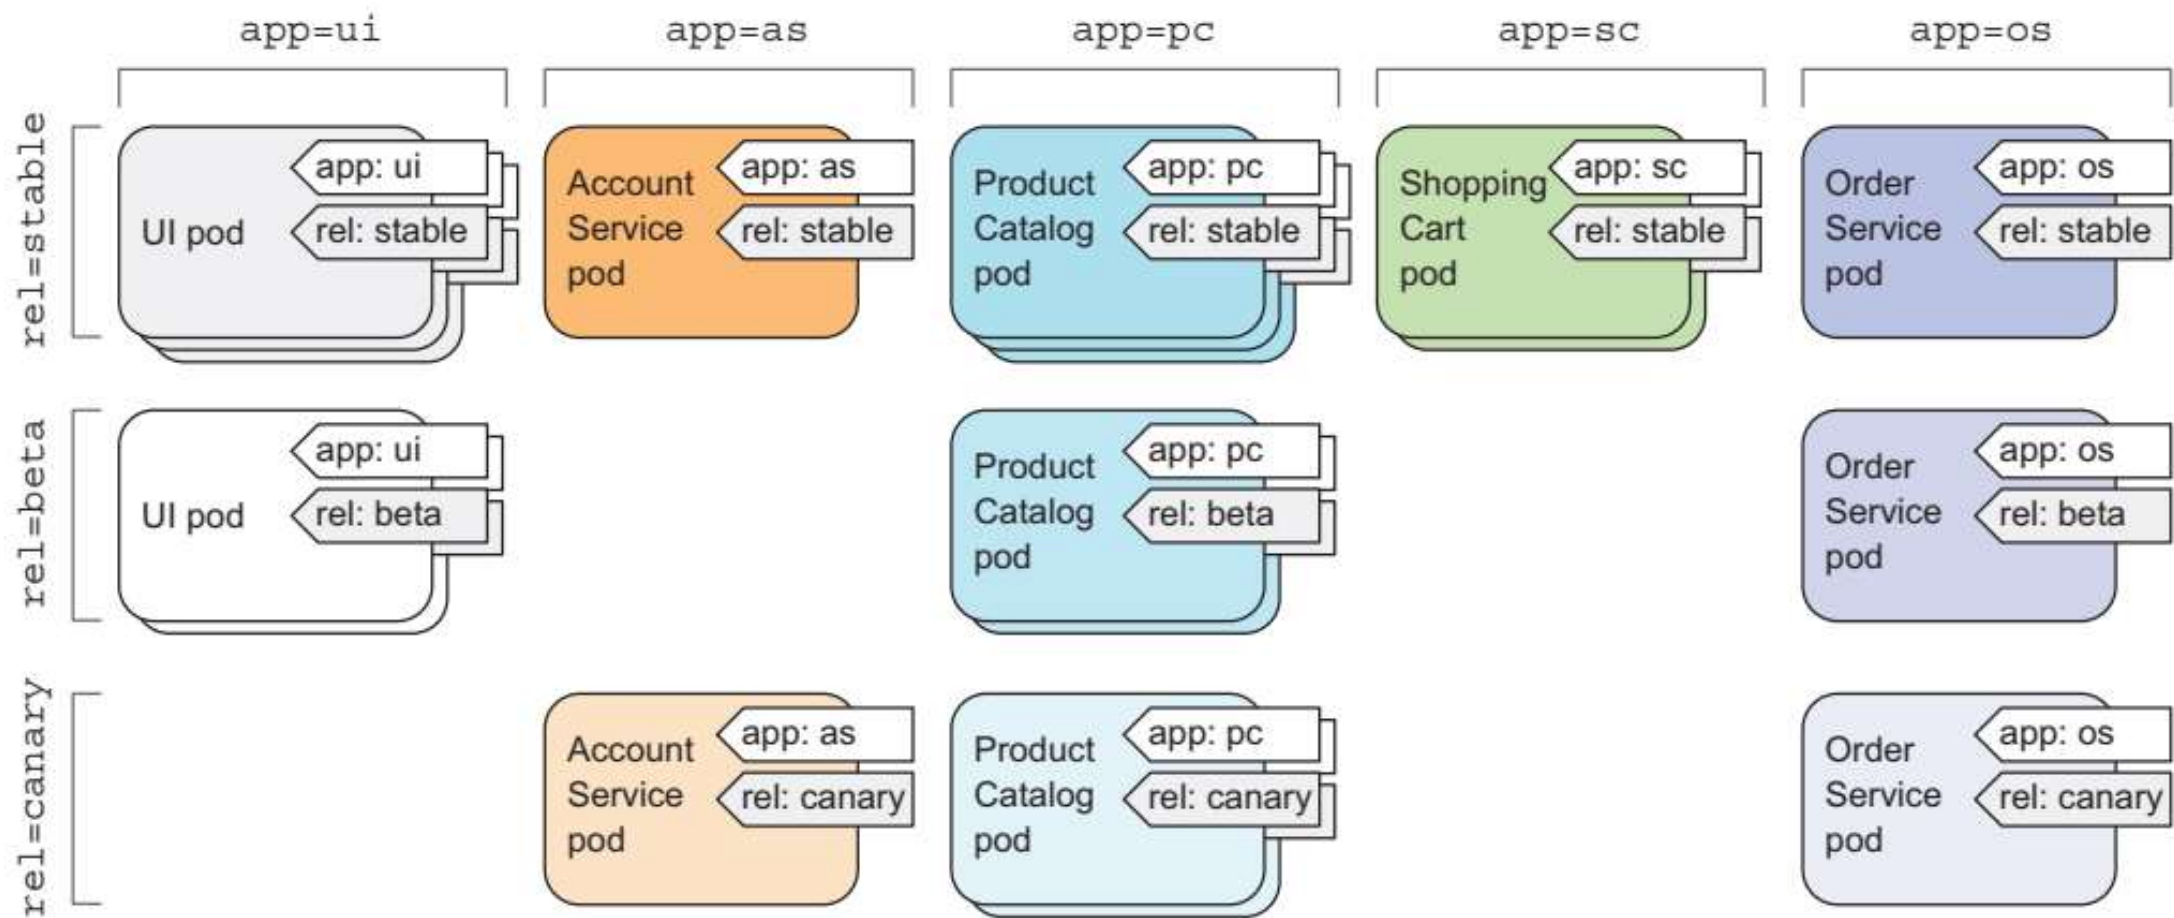 app=ui
app=as
app=pc
app=sc
app=os
rel=stable
UI pod
app: ui
rel: stable
Account
Service
pod
app: as
rel: stable
Product
Catalog
pod
app: pc
rel: stable
Shopping
Cart
pod
app: sc
rel: stable
Order
Service
pod
app: os
rel: stable
rel=beta
UI pod
app: ui
rel: beta
Product
Catalog
pod
app: pc
rel: beta
Order
Service
pod
app: os
rel: beta
rel=canary
Account
Service
pod
app: as
rel: canary
Product
Catalog
pod
app: pc
rel: canary
Order
Service
pod
app: os
rel: canary